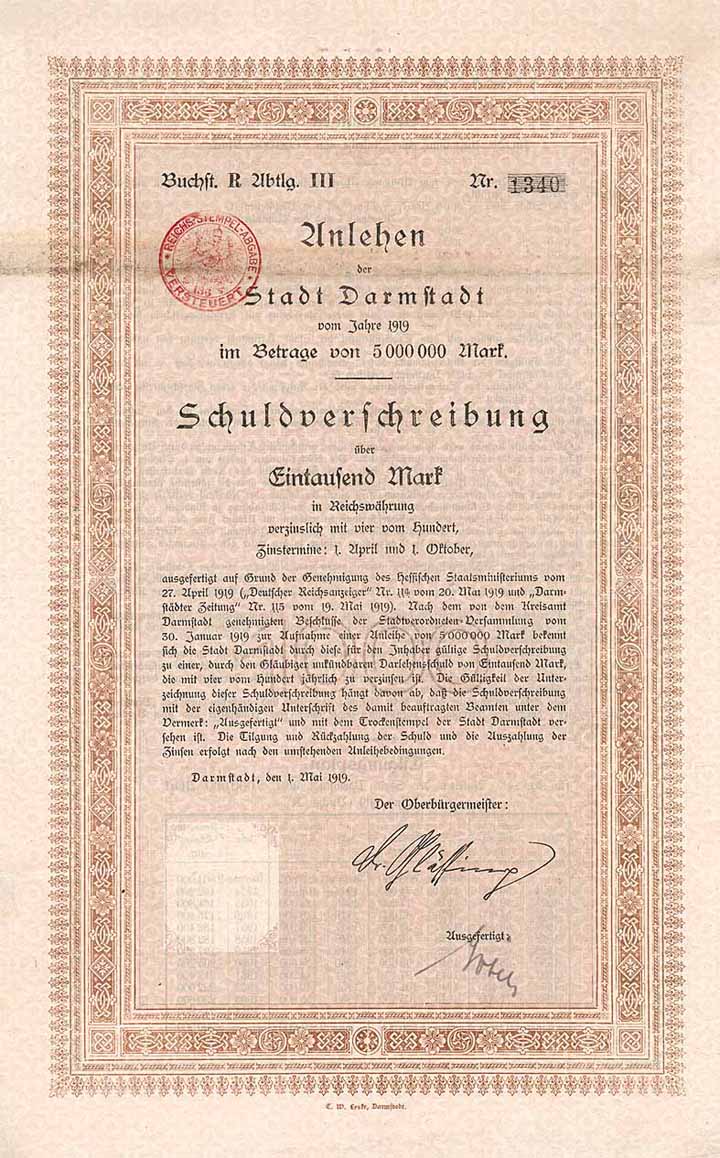 Buchst. R Abtlg. III Nr. 1340
REICHS-STEMPEL-ABGABE
VERSTEUERT
Anlehen
der
Stadt Darmstadt
vom Jahre 1919
im Betrage von 5 000 000 Mark.
Schuldverschreibung
über
Eintausend Mark
in Reichswährung
verzinslich mit vier vom Hundert,
Zinstermine: 1. April und 1. Oktober,
ausgefertigt auf Grund der Genehmigung des Hessischen Staatsministeriums vom
27. April 1919 („Deutscher Reichsanzeiger“ Nr. 114 vom 20. Mai 1919 und „Darm-
städter Zeitung“ Nr. 115 vom 19. Mai 1919). Nach dem von dem Kreisamt
Darmstadt genehmigten Beschlusse der Stadtverordneten-Versammlung vom
30. Januar 1919 zur Aufnahme einer Anleihe von 5 000 000 Mark bekennt
sich die Stadt Darmstadt durch diese für den Inhaber gültige Schuldverschreibung
zu einer, durch den Gläubiger unkündbaren Darlehensschuld von Eintausend Mark,
die mit vier vom Hundert jährlich zu verzinsen ist. Die Gültigkeit der Unter-
zeichnung dieser Schuldverschreibung hängt davon ab, daß die Schuldverschreibung
mit der eigenhändigen Unterschrift des damit beauftragten Beamten unter dem
Vermerk: „Ausgefertigt“ und mit dem Trockenstempel der Stadt Darmstadt ver-
sehen ist. Die Tilgung und Rückzahlung der Schuld und die Auszahlung der
Zinsen erfolgt nach den umstehenden Anleihebedingungen.
Darmstadt, den 1. Mai 1919.
Der Oberbürgermeister:
Dr. Glässing
Ausgefertigt:
C. W. Leske, Darmstadt.